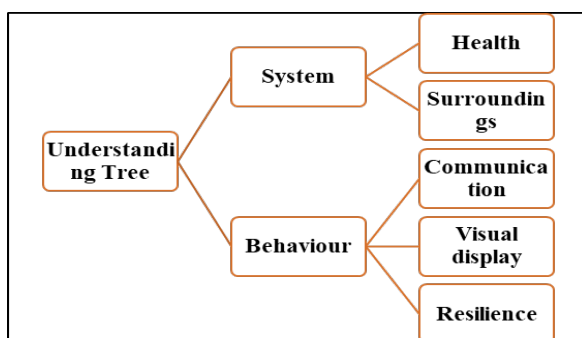 Understandi
ng Tree
System
Behaviour
Health
Surroundin
gs
Communica
tion
Visual
display
Resilience